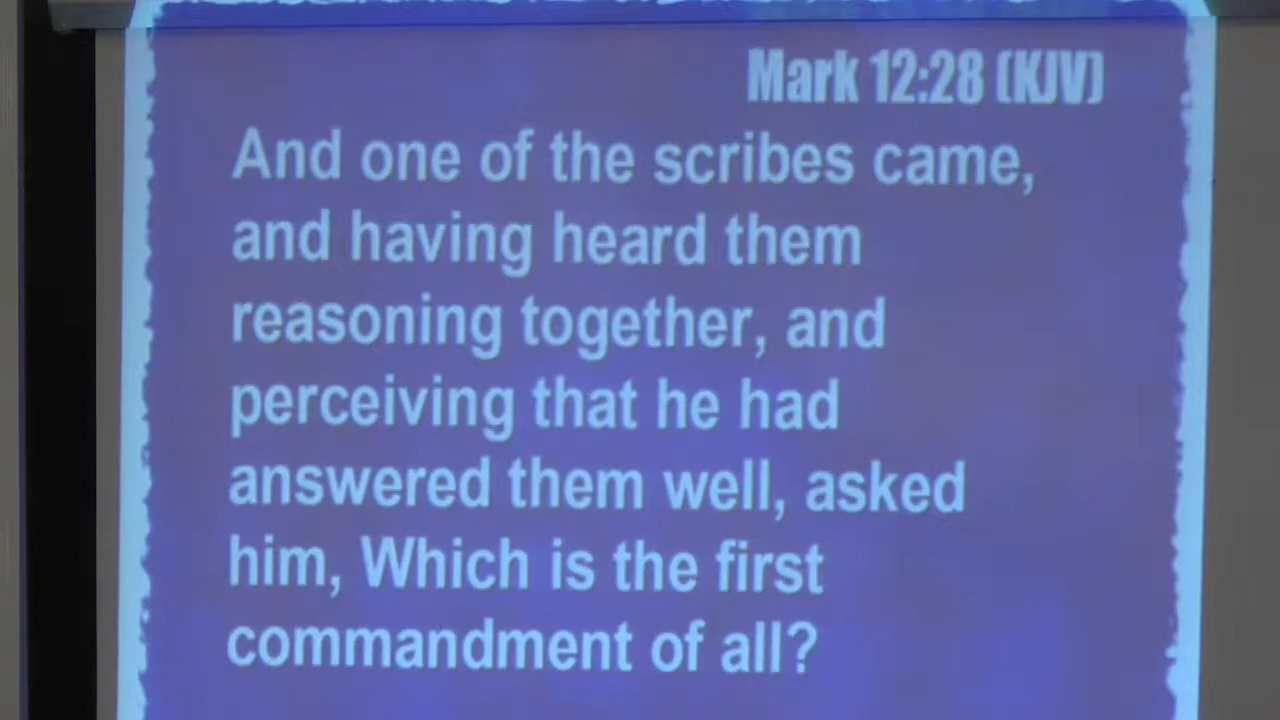 Mark 12:28 (KJV)
And one of the scribes came,
and having heard them
reasoning together, and
perceiving that he had
answered them well, asked
him, Which is the first
commandment of all?